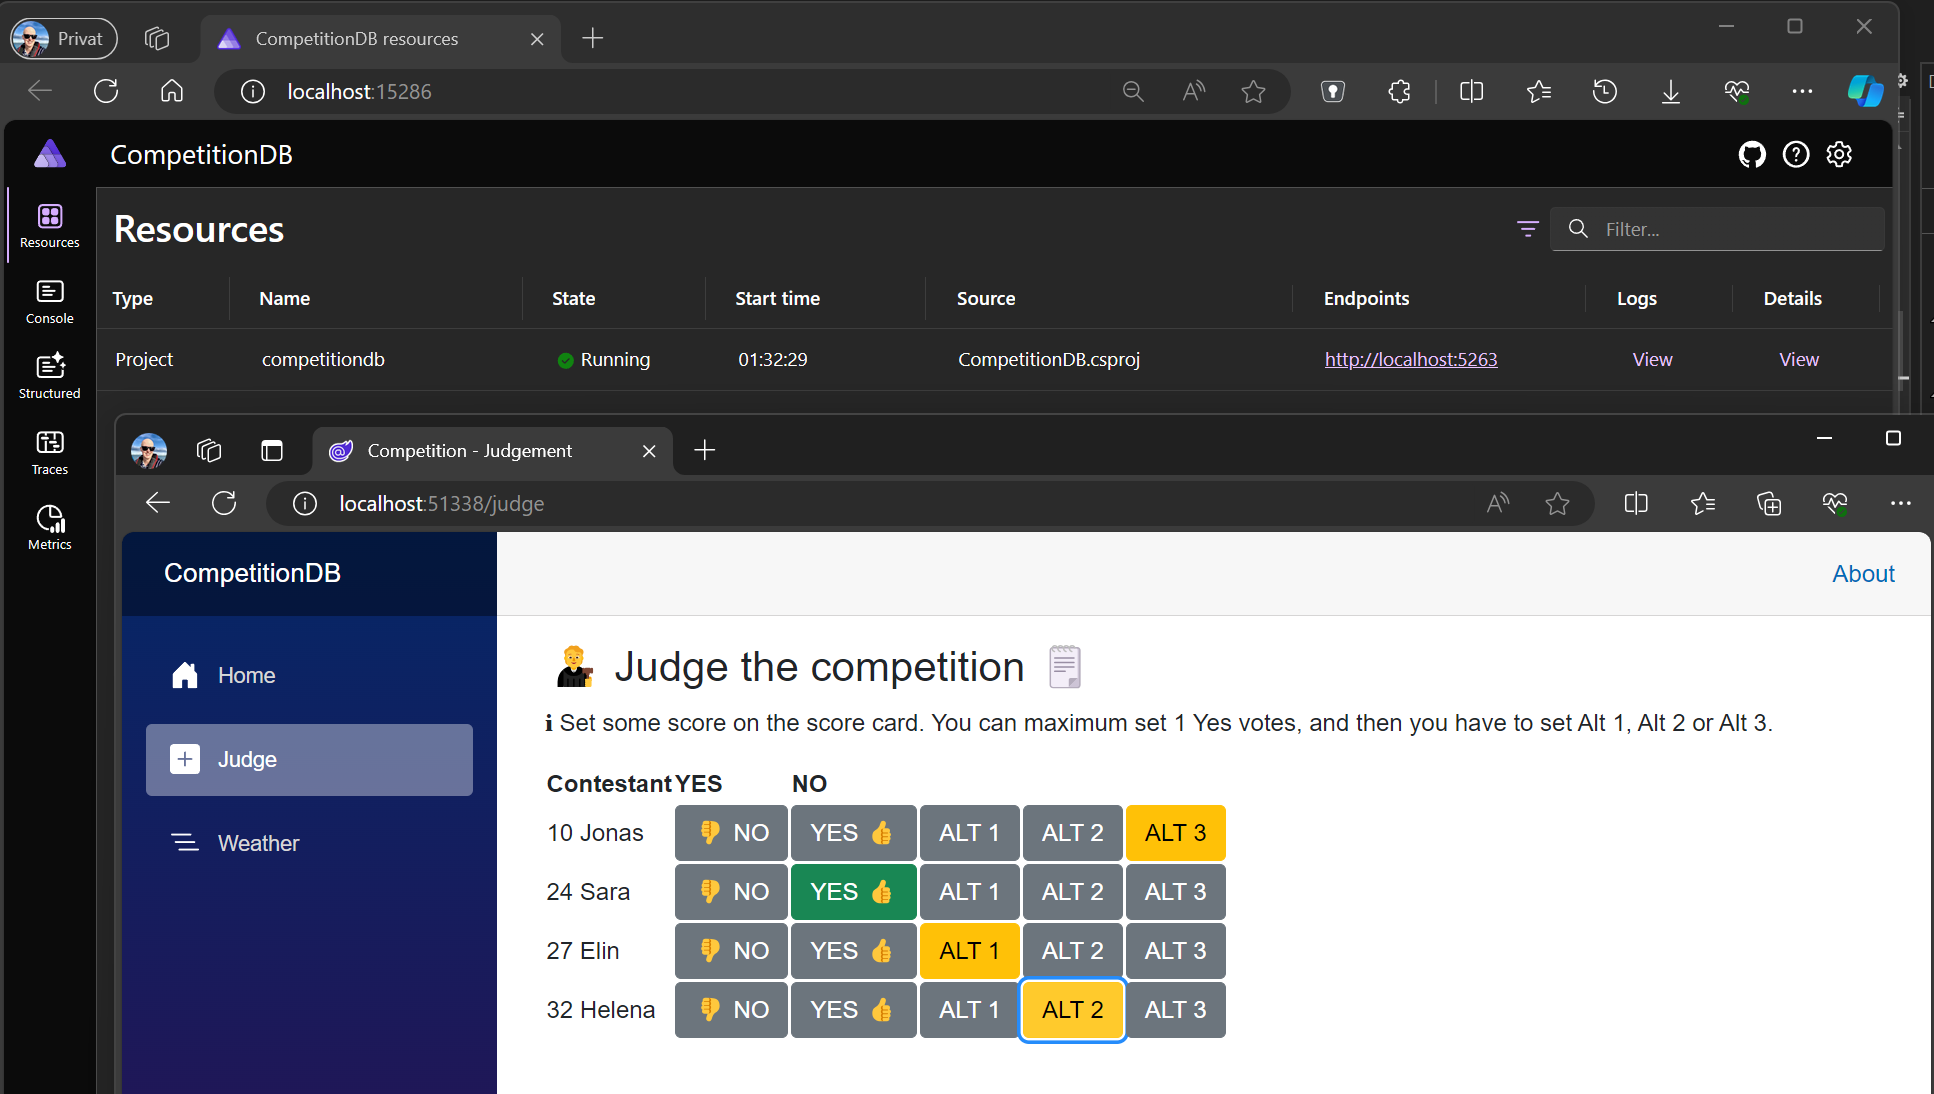 Privat
CompetitionDB resources
localhost:15286
CompetitionDB
Resources
Resources
Filter...
Console
Structured
Traces
Metrics
Type Name State Start time Source Endpoints Logs Details
Project competitiondb Running 01:32:29 CompetitionDB.csproj http://localhost:5263 View View
Competition - Judgement
localhost:51338/judge
CompetitionDB
About
Home
Judge
Weather
Judge the competition
ℹ Set some score on the score card. You can maximum set 1 Yes votes, and then you have to set Alt 1, Alt 2 or Alt 3.
Contestant YES NO
10 Jonas 👎 NO YES 👍 ALT 1 ALT 2 ALT 3
24 Sara 👎 NO YES 👍 ALT 1 ALT 2 ALT 3
27 Elin 👎 NO YES 👍 ALT 1 ALT 2 ALT 3
32 Helena 👎 NO YES 👍 ALT 1 ALT 2 ALT 3